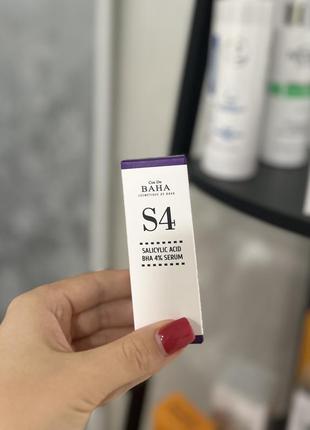 Cos De
BAHA
COSMETIQUE DE BAHA
S4
SALICYLIC ACID
BHA 4% SERUM